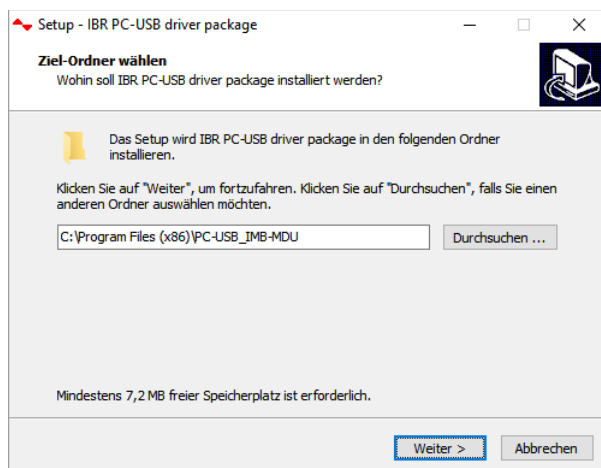 Setup - IBR PC-USB driver package
Ziel-Ordner wählen
Wohin soll IBR PC-USB driver package installiert werden?
Das Setup wird IBR PC-USB driver package in den folgenden Ordner
installieren.
Klicken Sie auf "Weiter", um fortzufahren. Klicken Sie auf "Durchsuchen", falls Sie einen
anderen Ordner auswählen möchten.
C:\Program Files (x86)\PC-USB_IMB-MDU
Durchsuchen ...
Mindestens 7,2 MB freier Speicherplatz ist erforderlich.
Weiter >
Abbrechen